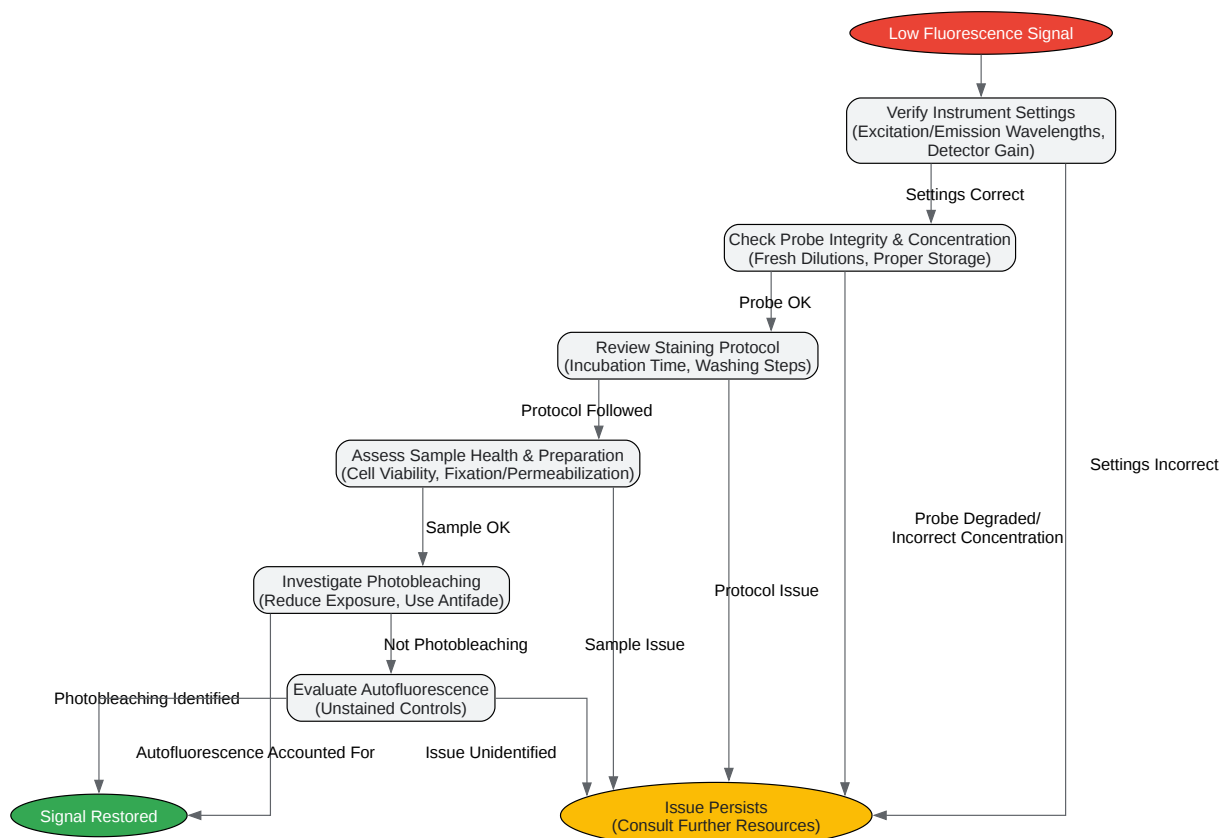 Low Fluorescence Signal
Verify Instrument Settings
(Excitation/Emission Wavelengths,
Detector Gain)
Settings Correct
Check Probe Integrity & Concentration
(Fresh Dilutions, Proper Storage)
Probe OK
Review Staining Protocol
(Incubation Time, Washing Steps)
Protocol Followed
Assess Sample Health & Preparation
(Cell Viability, Fixation/Permeabilization)
Settings Incorrect
Sample OK
Probe Degraded/
Incorrect Concentration
Investigate Photobleaching
(Reduce Exposure, Use Antifade)
Protocol Issue
Not Photobleaching
Sample Issue
Evaluate Autofluorescence
(Unstained Controls)
Photobleaching Identified
Autofluorescence Accounted For
Issue Unidentified
Signal Restored
Issue Persists
(Consult Further Resources)